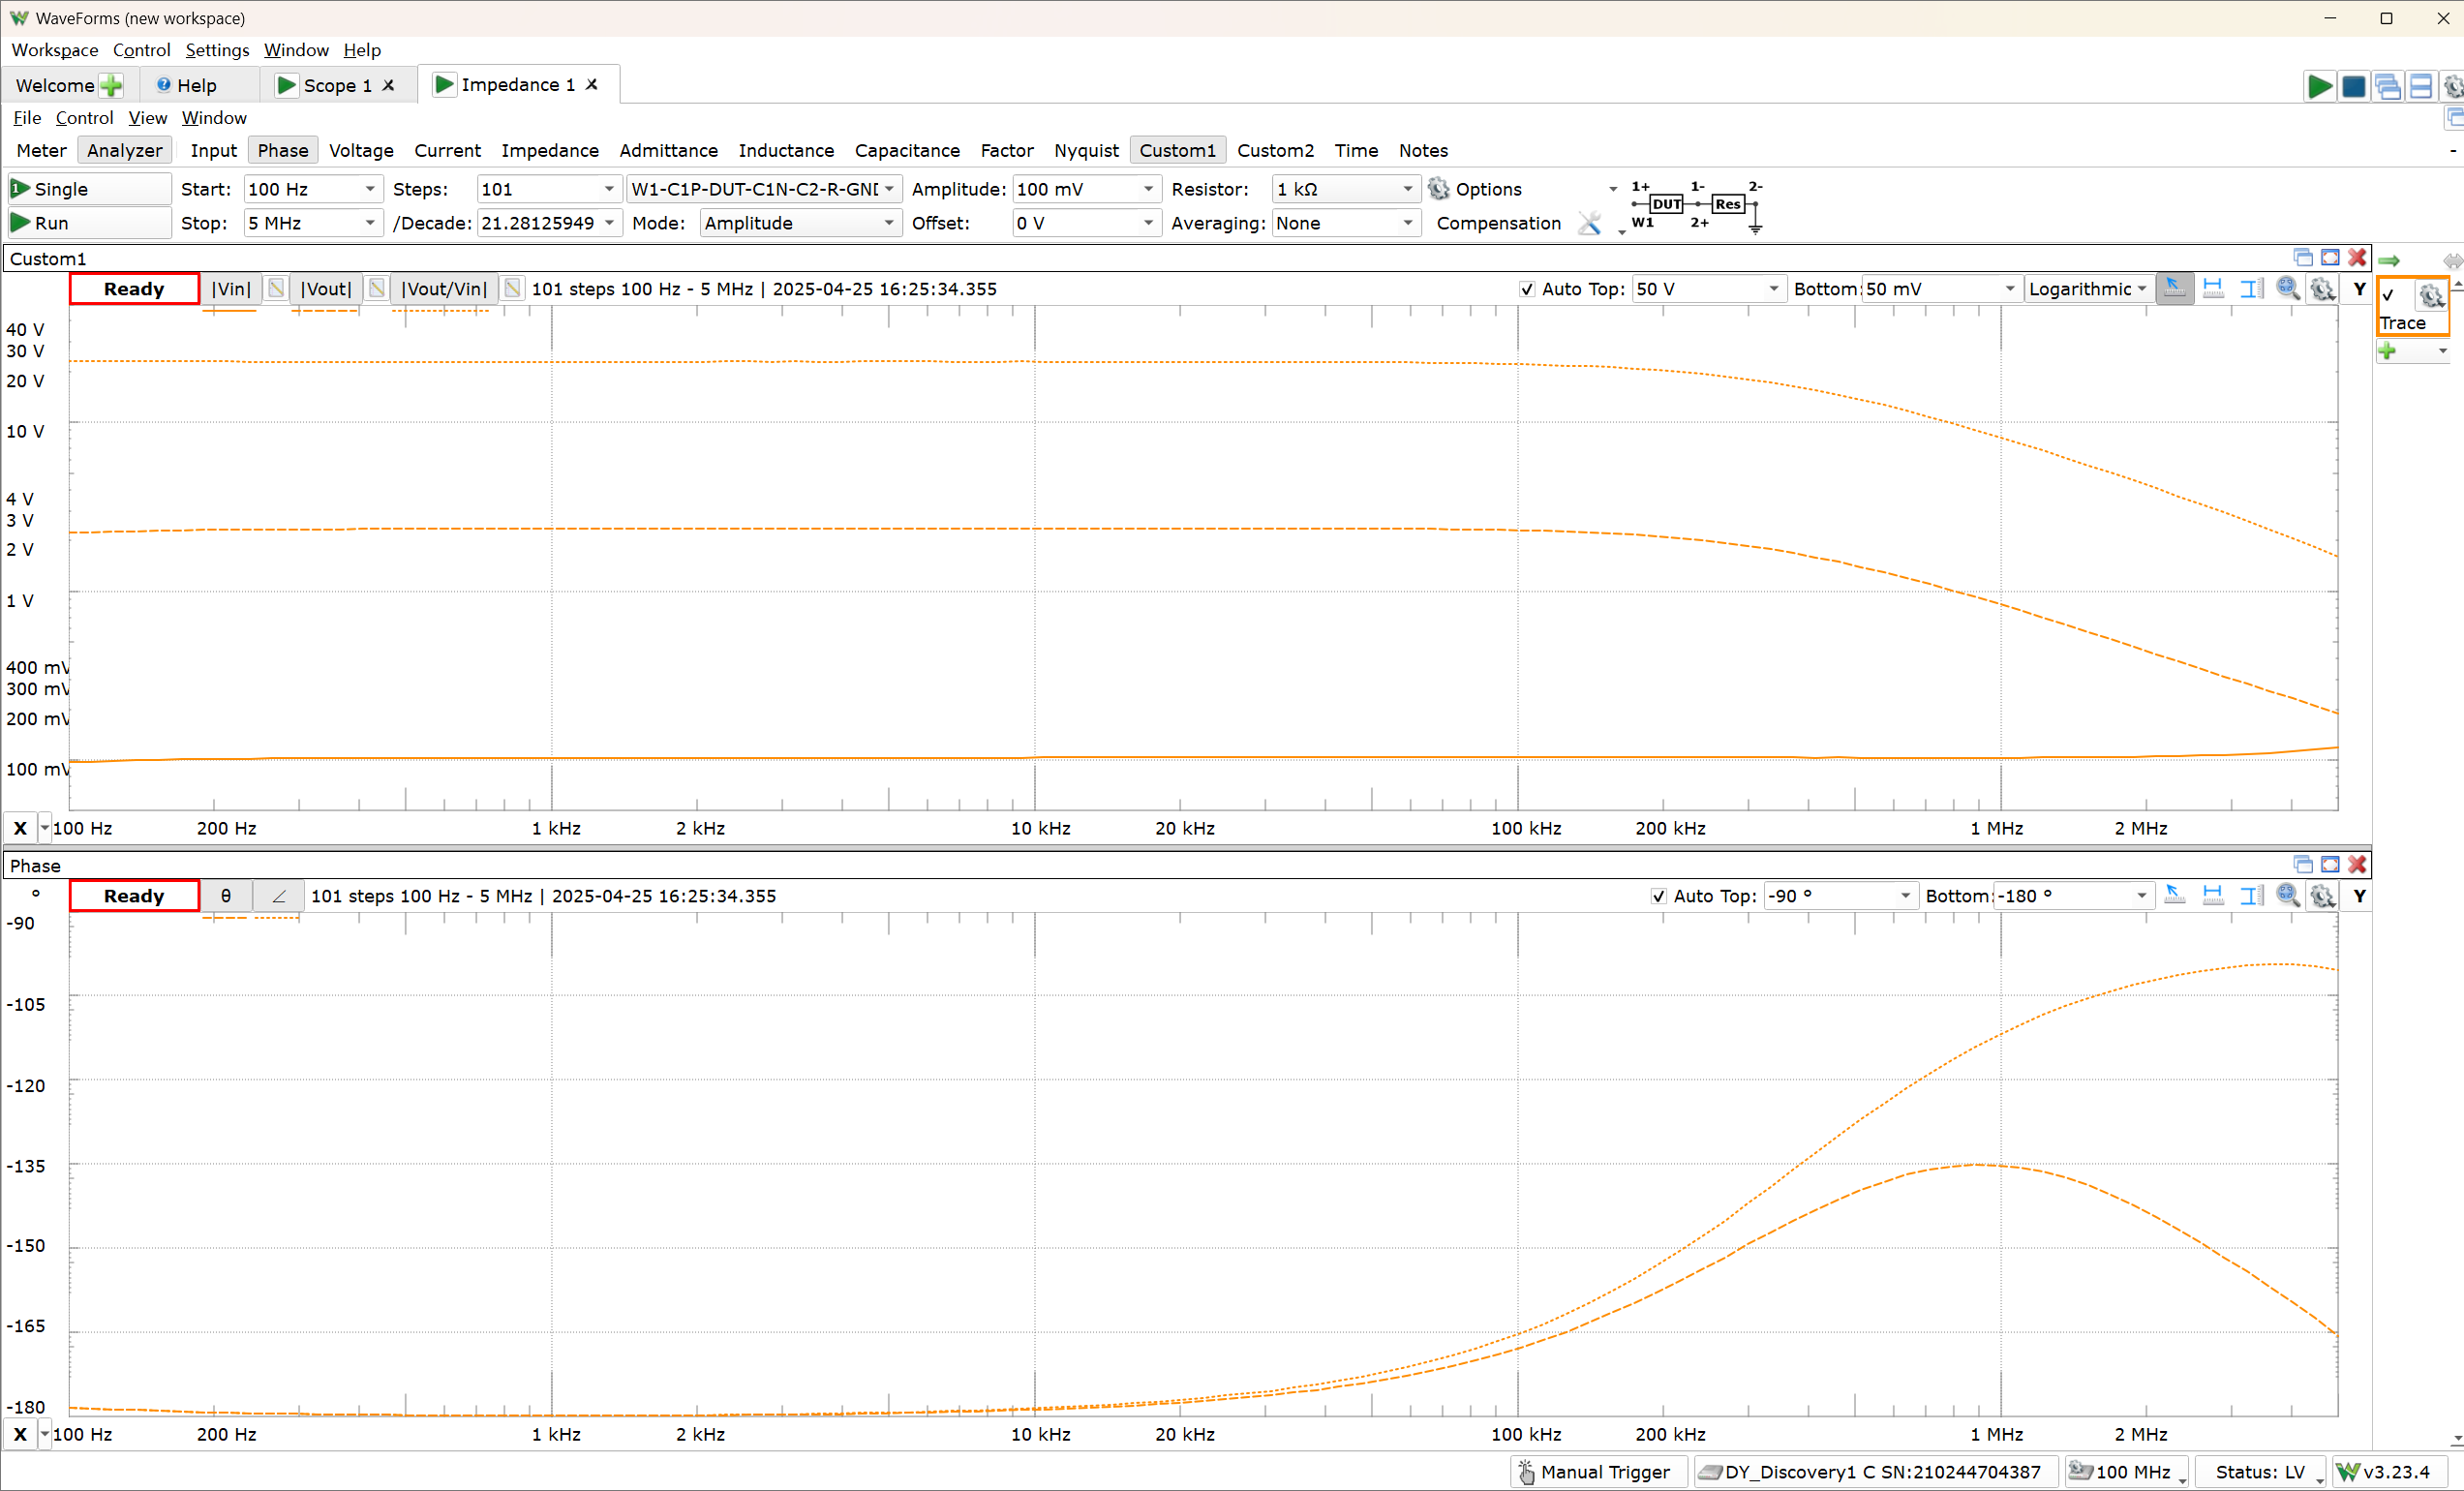 WaveForms (new workspace)
Workspace Control Settings Window Help
Welcome Help Scope 1 Impedance 1
File Control View Window
Meter Analyzer Input Phase Voltage Current Impedance Admittance Inductance Capacitance Factor Nyquist Custom1 Custom2 Time Notes
Single Start: 100 Hz Steps: 101 W1-C1P-DUT-C1N-C2-R-GND Amplitude: 100 mV Resistor: 1 kΩ Options 1+ 1- 2-
DUT Res
Run Stop: 5 MHz /Decade: 21.28125949 Mode: Amplitude Offset: 0 V Averaging: None Compensation W1 2+
Custom1
Ready |Vin| |Vout| |Vout/Vin| 101 steps 100 Hz - 5 MHz | 2025-04-25 16:25:34.355 Auto Top: 50 V Bottom: 50 mV Logarithmic Y
Trace
40 V
30 V
20 V
10 V
4 V
3 V
2 V
1 V
400 mV
300 mV
200 mV
100 mV
X 100 Hz 200 Hz 1 kHz 2 kHz 10 kHz 20 kHz 100 kHz 200 kHz 1 MHz 2 MHz
Phase
° Ready θ ∠ 101 steps 100 Hz - 5 MHz | 2025-04-25 16:25:34.355 Auto Top: -90 ° Bottom: -180 ° Y
-90
-105
-120
-135
-150
-165
-180
X 100 Hz 200 Hz 1 kHz 2 kHz 10 kHz 20 kHz 100 kHz 200 kHz 1 MHz 2 MHz
Manual Trigger DY_Discovery1 C SN:210244704387 100 MHz Status: LV v3.23.4